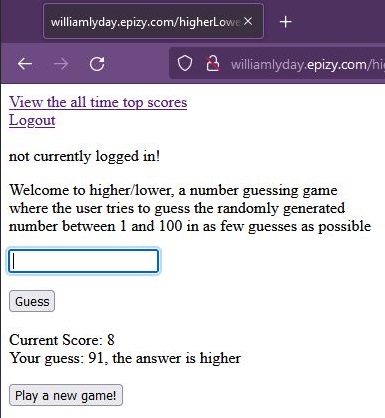 williamlyday.epizy.com/higherLowe
williamlyday.epizy.com/hi
View the all time top scores
Logout
not currently logged in!
Welcome to higher/lower, a number guessing game
where the user tries to guess the randomly generated
number between 1 and 100 in as few guesses as possible
Guess
Current Score: 8
Your guess: 91, the answer is higher
Play a new game!